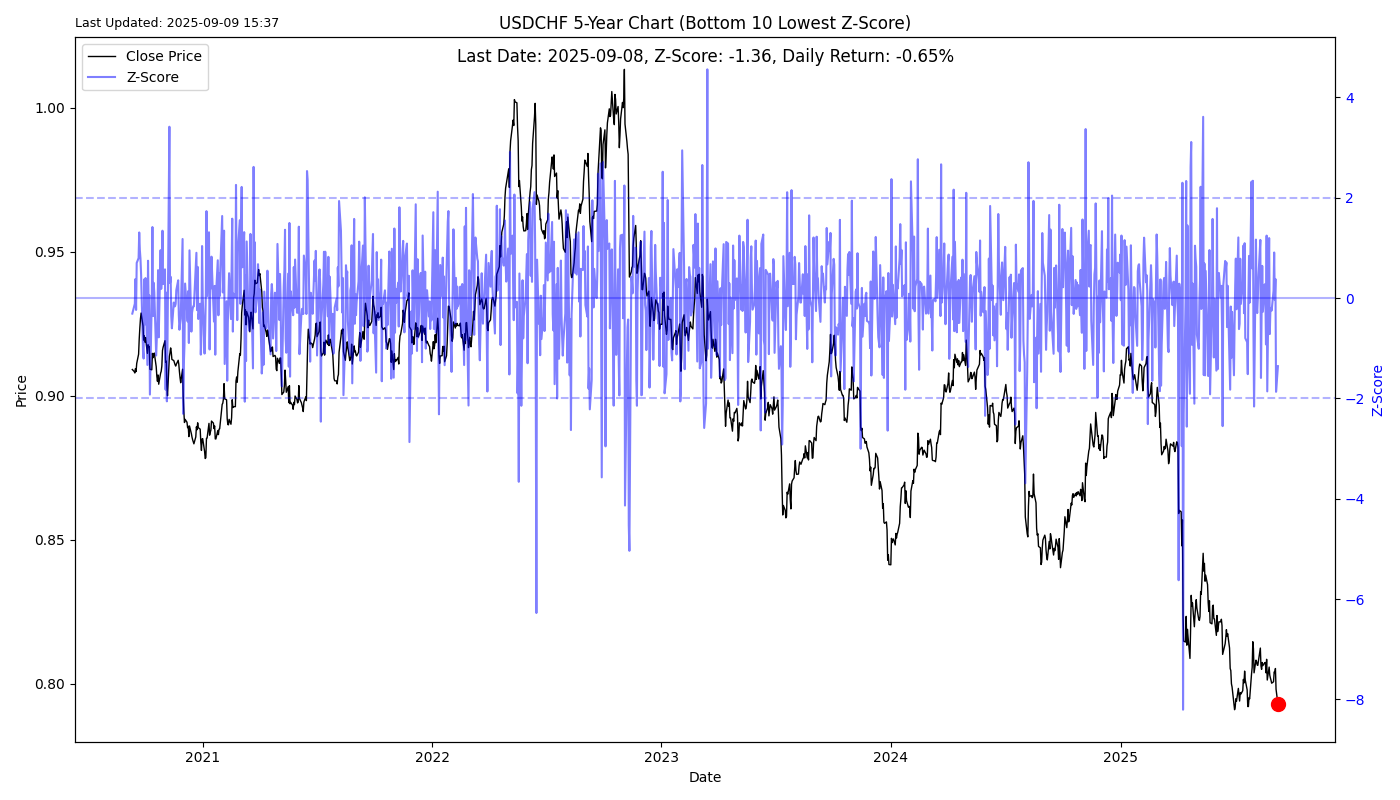 Last Updated: 2025-09-09 15:37
USDCHF 5-Year Chart (Bottom 10 Lowest Z-Score)
Last Date: 2025-09-08, Z-Score: -1.36, Daily Return: -0.65%
Close Price
Z-Score
1.00
0.95
0.90
0.85
0.80
Price
4
2
0
−2
−4
−6
−8
Z-Score
2021
2022
2023
2024
2025
Date